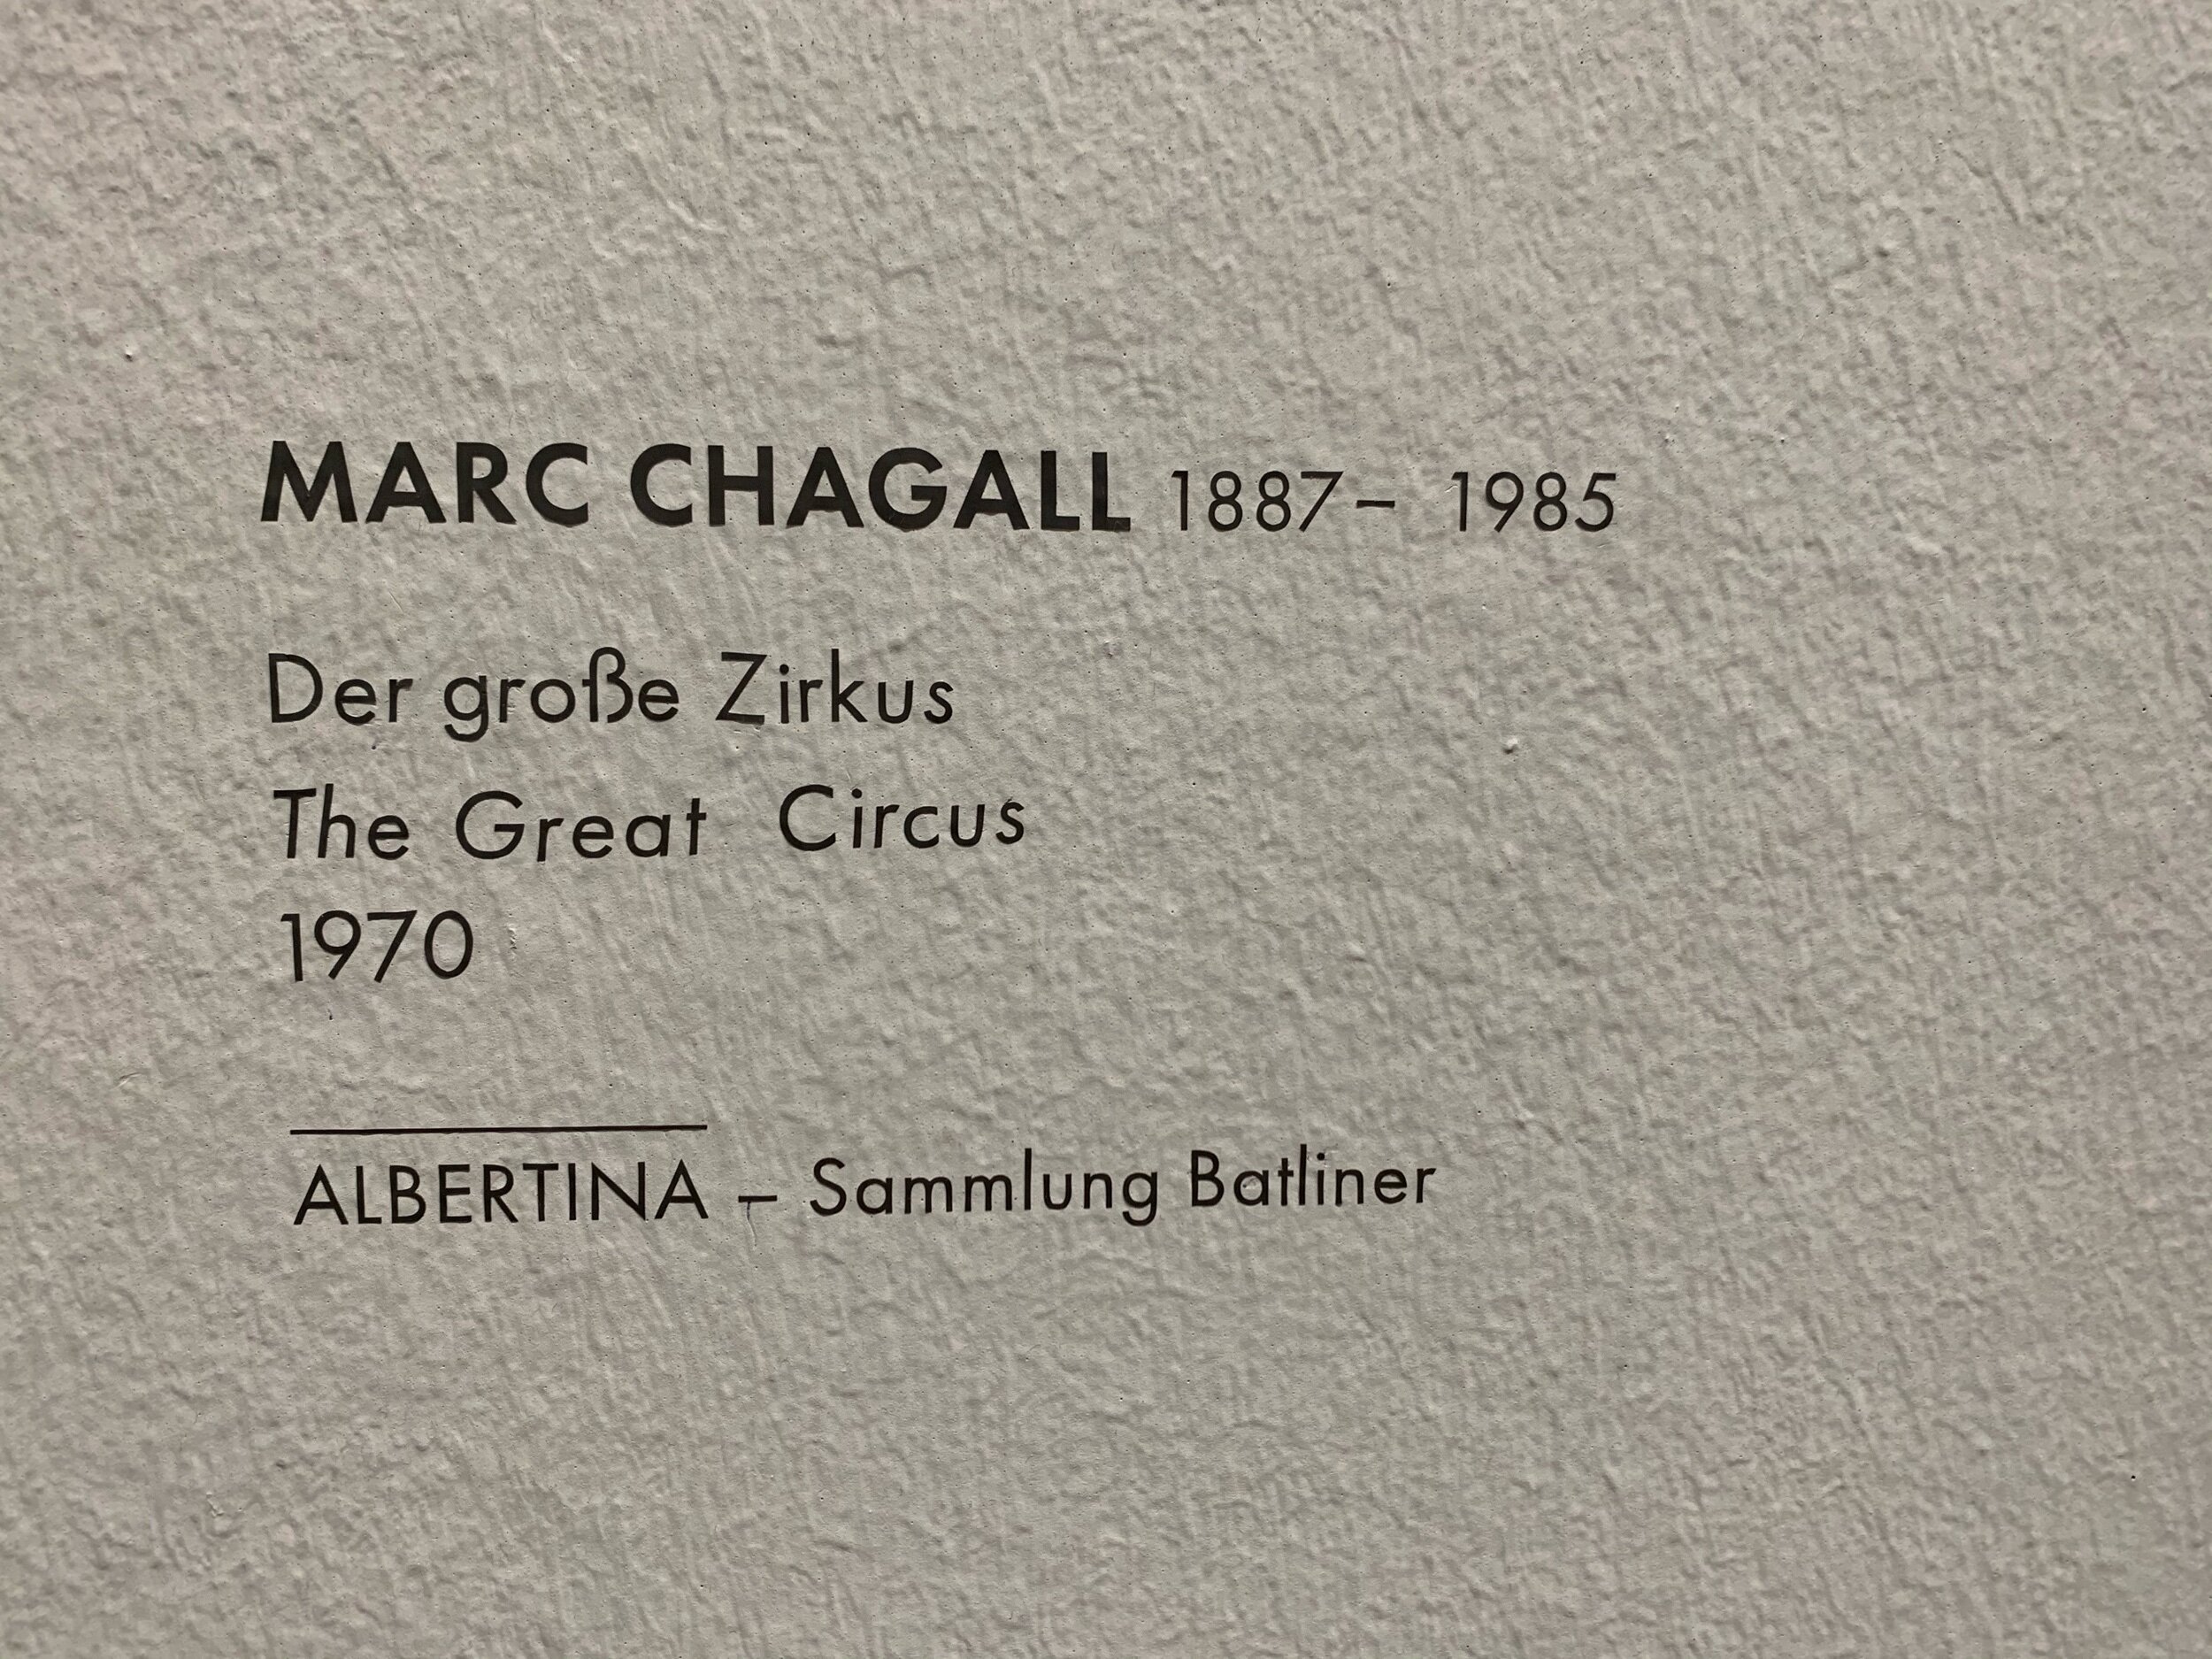 MARC CHAGALL 1887 – 1985
Der große Zirkus
The Great Circus
1970
ALBERTINA – Sammlung Batliner